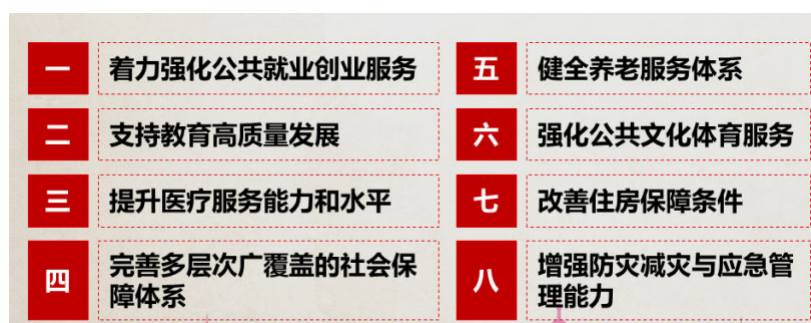 一 着力强化公共就业创业服务
二 支持教育高质量发展
三 提升医疗服务能力和水平
四 完善多层次广覆盖的社会保
障体系
五 健全养老服务体系
六 强化公共文化体育服务
七 改善住房保障条件
八 增强防灾减灾与应急管
理能力